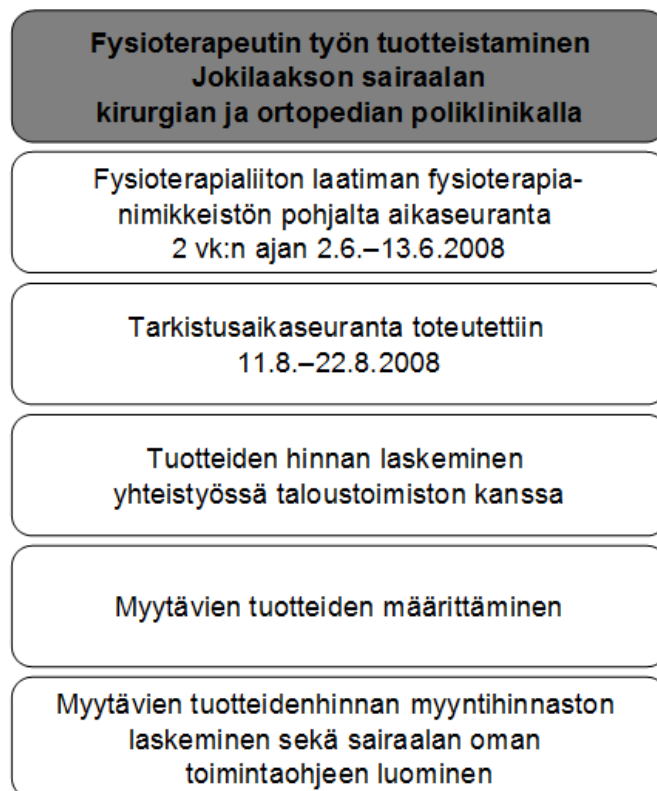 Fysioterapeutin työn tuotteistaminen
Jokilaakson sairaalan
kirurgian ja ortopedian poliklinikalla
Fysioterapialiiton laatiman fysioterapia-
nimikkeistön pohjalta aikaseuranta
2 vk:n ajan 2.6.–13.6.2008
Tarkistusaikaseuranta toteutettiin
11.8.–22.8.2008
Tuotteiden hinnan laskeminen
yhteistyössä taloustoimiston kanssa
Myytävien tuotteiden määrittäminen
Myytävien tuotteidenhinnan myyntihinnaston
laskeminen sekä sairaalan oman
toimintaohjeen luominen